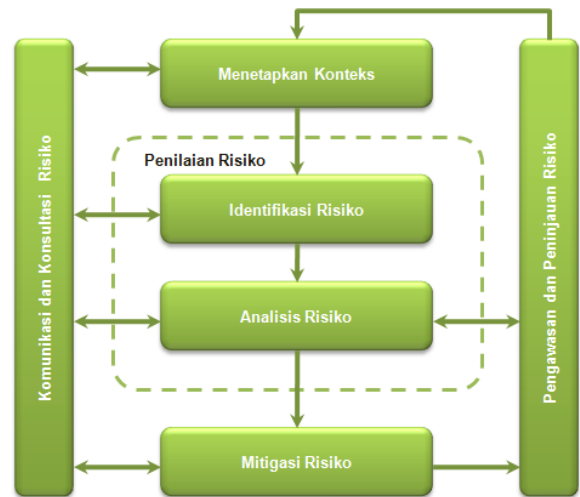 Menetapkan Konteks
Penilaian Risiko
Identifikasi Risiko
Analisis Risiko
Mitigasi Risiko
Komunikasi dan Konsultasi Risiko
Pengawasan dan Peninjauan Risiko